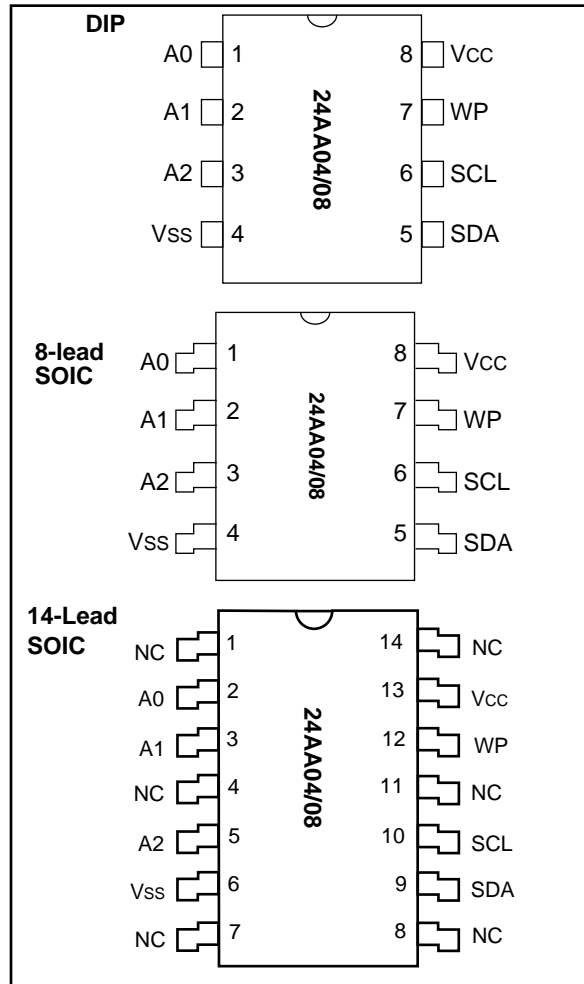 DIP
A0 1 8 VCC
A1 2 7 WP
A2 3 6 SCL
VSS 4 5 SDA
24AA04/08
8-lead
SOIC
A0 1 8 VCC
A1 2 7 WP
A2 3 6 SCL
VSS 4 5 SDA
24AA04/08
14-Lead
SOIC
NC 1 14 NC
A0 2 13 VCC
A1 3 12 WP
NC 4 11 NC
A2 5 10 SCL
VSS 6 9 SDA
NC 7 8 NC
24AA04/08